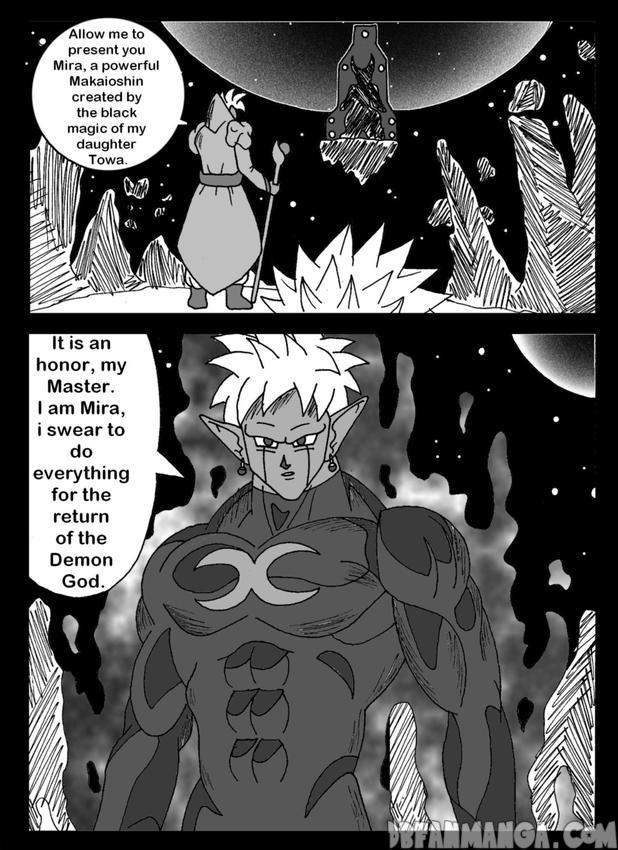 Allow me to
present you
Mira, a powerful
Makaioshin
created by
the black
magic of my
daughter
Towa.
It is an
honor, my
Master.
I am Mira,
i swear to
do
everything
for the
return
of the
Demon
God.
DBFANMANGA.COM